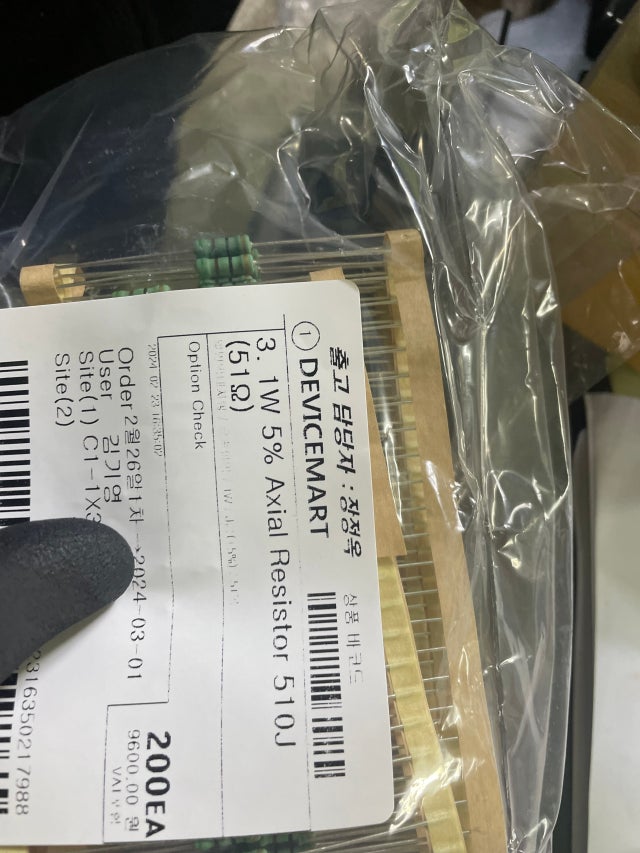 출고 담당자 : 장정욱
① DEVICEMART
상품 바코드
3. 1W 5% Axial Resistor 510J
(51Ω)
Option Check
200EA
9600.00 원
Order 2월26일1차→2024-03-01
User 김기영
Site(1) C1-1X
Site(2)